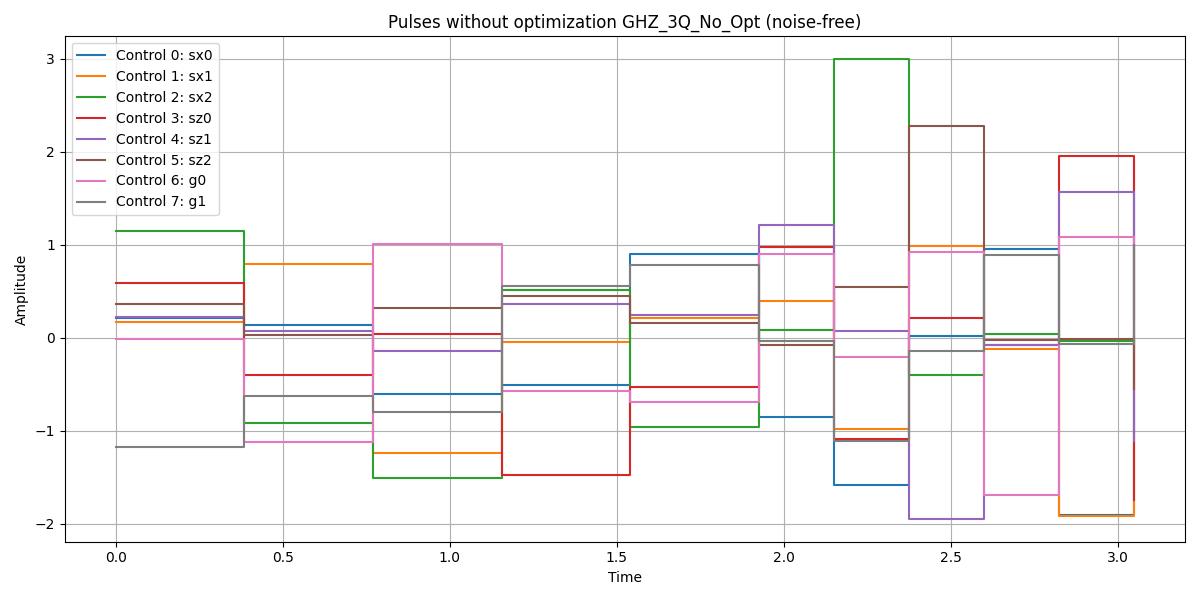 Pulses without optimization GHZ_3Q_No_Opt (noise-free)
Control 0: sx0
Control 1: sx1
Control 2: sx2
Control 3: sz0
Control 4: sz1
Control 5: sz2
Control 6: g0
Control 7: g1
Amplitude
3
2
1
0
−1
−2
0.0 0.5 1.0 1.5 2.0 2.5 3.0
Time